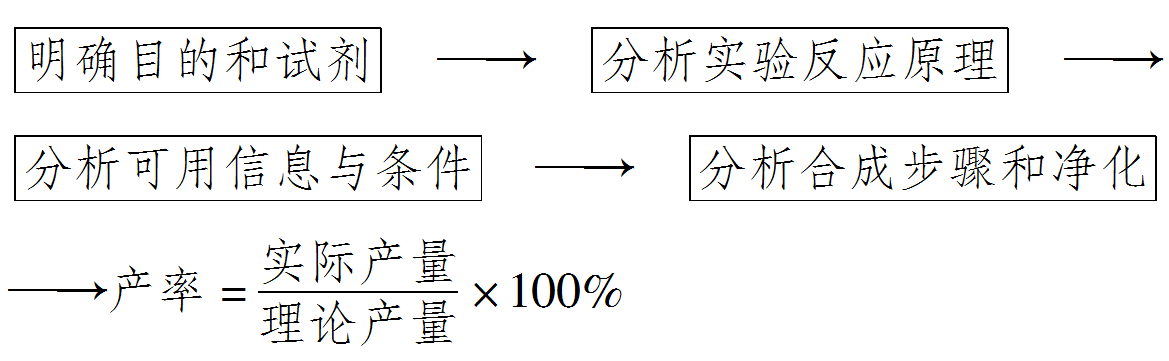 明确目的和试剂 → 分析实验反应原理 →
分析可用信息与条件 → 分析合成步骤和净化
→产率=实际产量/理论产量×100%